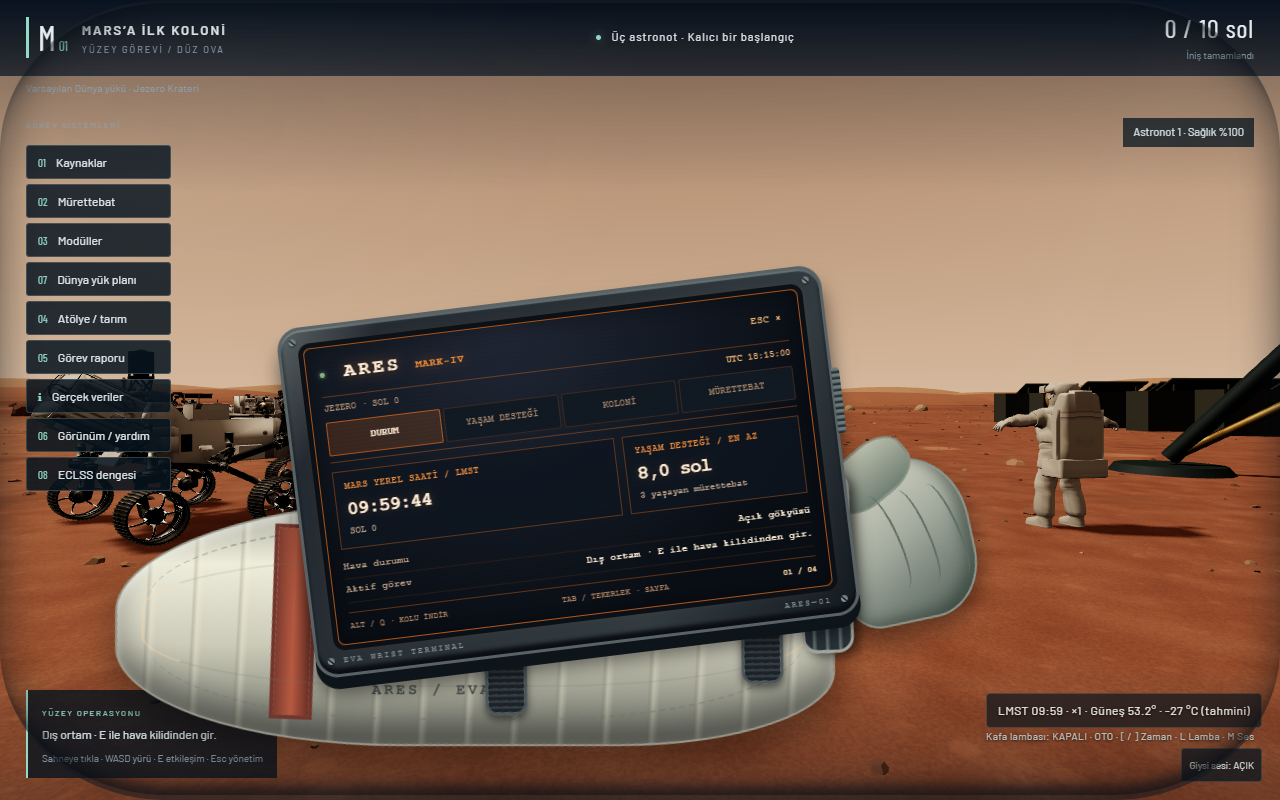 M 01
MARS'A İLK KOLONİ
YÜZEY GÖREVİ / DÜZ OVA
Üç astronot · Kalıcı bir başlangıç
0 / 10 sol
İniş tamamlandı
Varsayılan Dünya yükü · Jezero Krateri
GÖREV SİSTEMLERİ
Astronot 1 · Sağlık %100
01 Kaynaklar
02 Mürettebat
03 Modüller
07 Dünya yük planı
04 Atölye / tarım
05 Görev raporu
i Gerçek veriler
06 Görünüm / yardım
08 ECLSS dengesi
ARES MARK-IV
ESC ×
JEZERO · SOL 0
UTC 18:15:00
DURUM
YAŞAM DESTEĞİ
KOLONİ
MÜRETTEBAT
MARS YEREL SAATİ / LMST
09:59:44
SOL 0
YAŞAM DESTEĞİ / EN AZ
8,0 sol
3 yaşayan mürettebat
Hava durumu
Açık gökyüzü
Aktif görev
Dış ortam · E ile hava kilidinden gir.
ALT / Q · KOLU İNDİR
TAB / TEKERLEK · SAYFA
01 / 04
EVA WRIST TERMINAL
ARES-01
ARES / EVA
YÜZEY OPERASYONU
Dış ortam · E ile hava kilidinden gir.
Sahneye tıkla · WASD yürü · E etkileşim · Esc yönetim
LMST 09:59 · ×1 · Güneş 53.2° · -27 °C (tahmini)
Kafa lambası: KAPALI · OTO · [ / ] Zaman · L Lamba · M Ses
Giysi sesi: AÇIK